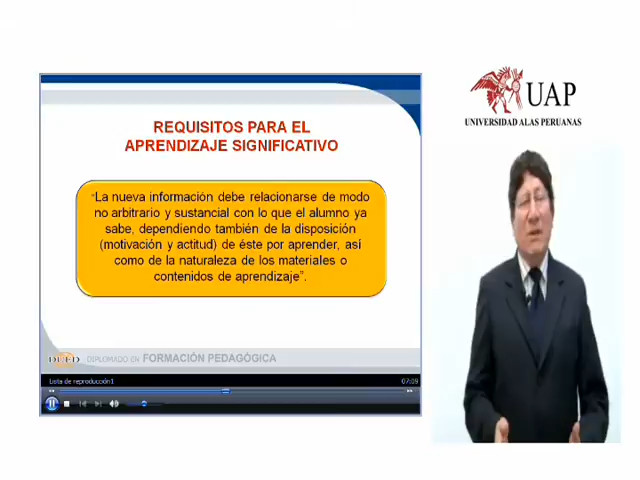 UAP
UNIVERSIDAD ALAS PERUANAS
REQUISITOS PARA EL
APRENDIZAJE SIGNIFICATIVO
“La nueva información debe relacionarse de modo
no arbitrario y sustancial con lo que el alumno ya
sabe, dependiendo también de la disposición
(motivación y actitud) de éste por aprender, así
como de la naturaleza de los materiales o
contenidos de aprendizaje”.
DUED DIPLOMADO EN FORMACIÓN PEDAGÓGICA
Lista de reproducción1 07:09